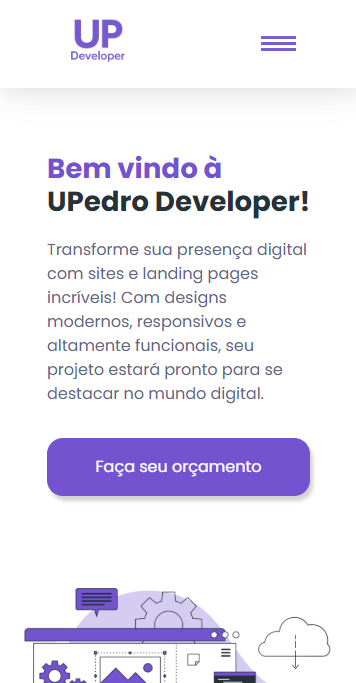 UP
Developer
Bem vindo à
UPedro Developer!
Transforme sua presença digital
com sites e landing pages
incríveis! Com designs
modernos, responsivos e
altamente funcionais, seu
projeto estará pronto para se
destacar no mundo digital.
Faça seu orçamento